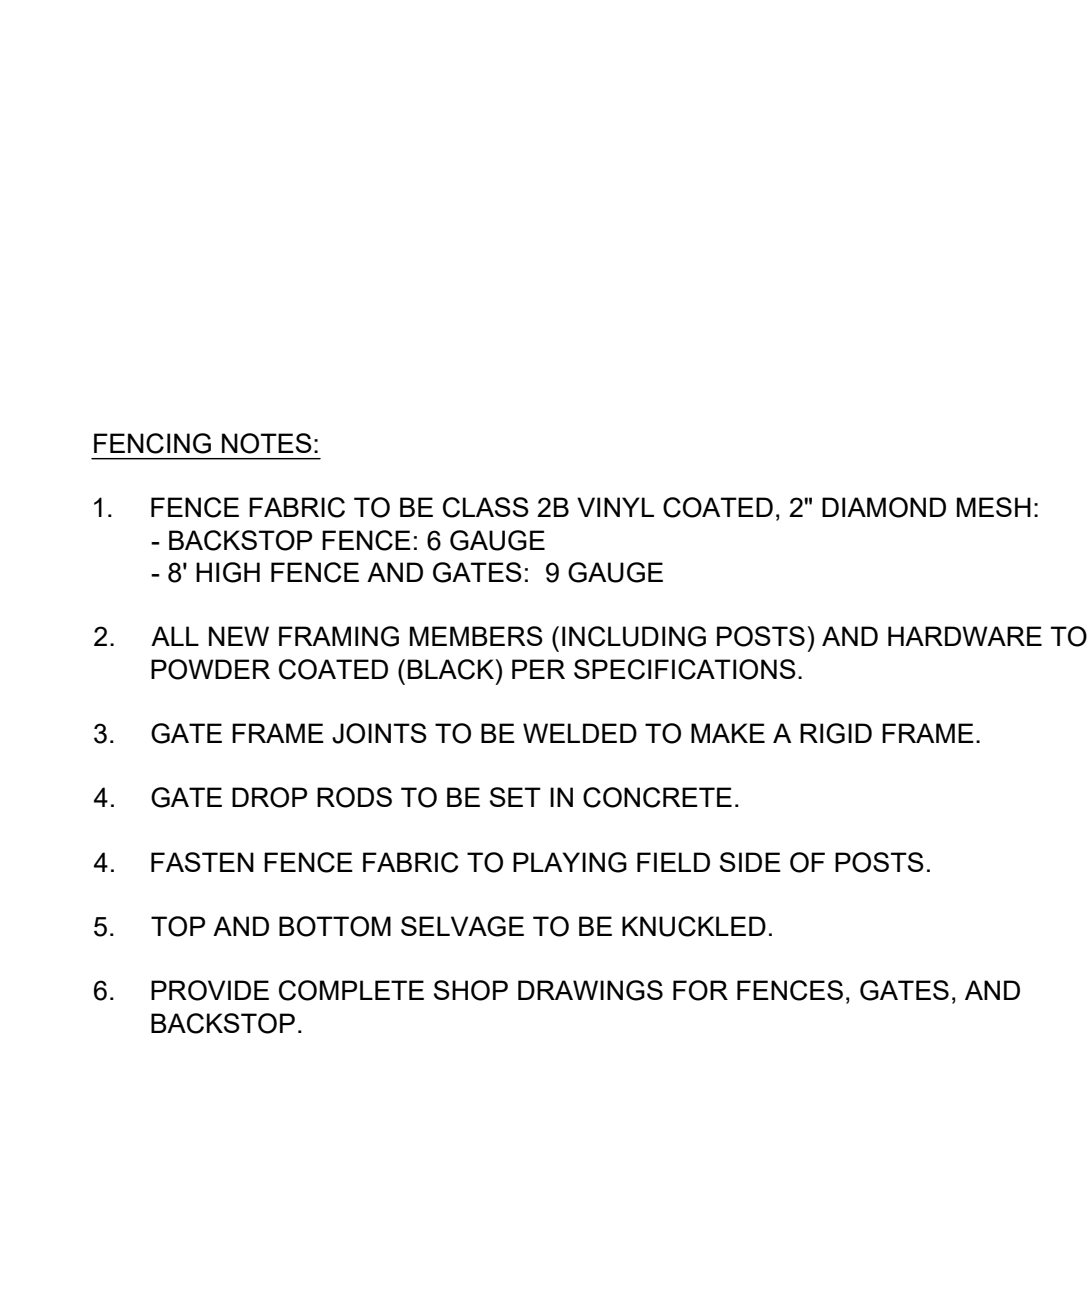 FENCING NOTES:
1. FENCE FABRIC TO BE CLASS 2B VINYL COATED, 2" DIAMOND MESH:
- BACKSTOP FENCE: 6 GAUGE
- 8' HIGH FENCE AND GATES: 9 GAUGE
2. ALL NEW FRAMING MEMBERS (INCLUDING POSTS) AND HARDWARE TO
POWDER COATED (BLACK) PER SPECIFICATIONS.
3. GATE FRAME JOINTS TO BE WELDED TO MAKE A RIGID FRAME.
4. GATE DROP RODS TO BE SET IN CONCRETE.
4. FASTEN FENCE FABRIC TO PLAYING FIELD SIDE OF POSTS.
5. TOP AND BOTTOM SELVAGE TO BE KNUCKLED.
6. PROVIDE COMPLETE SHOP DRAWINGS FOR FENCES, GATES, AND
BACKSTOP.